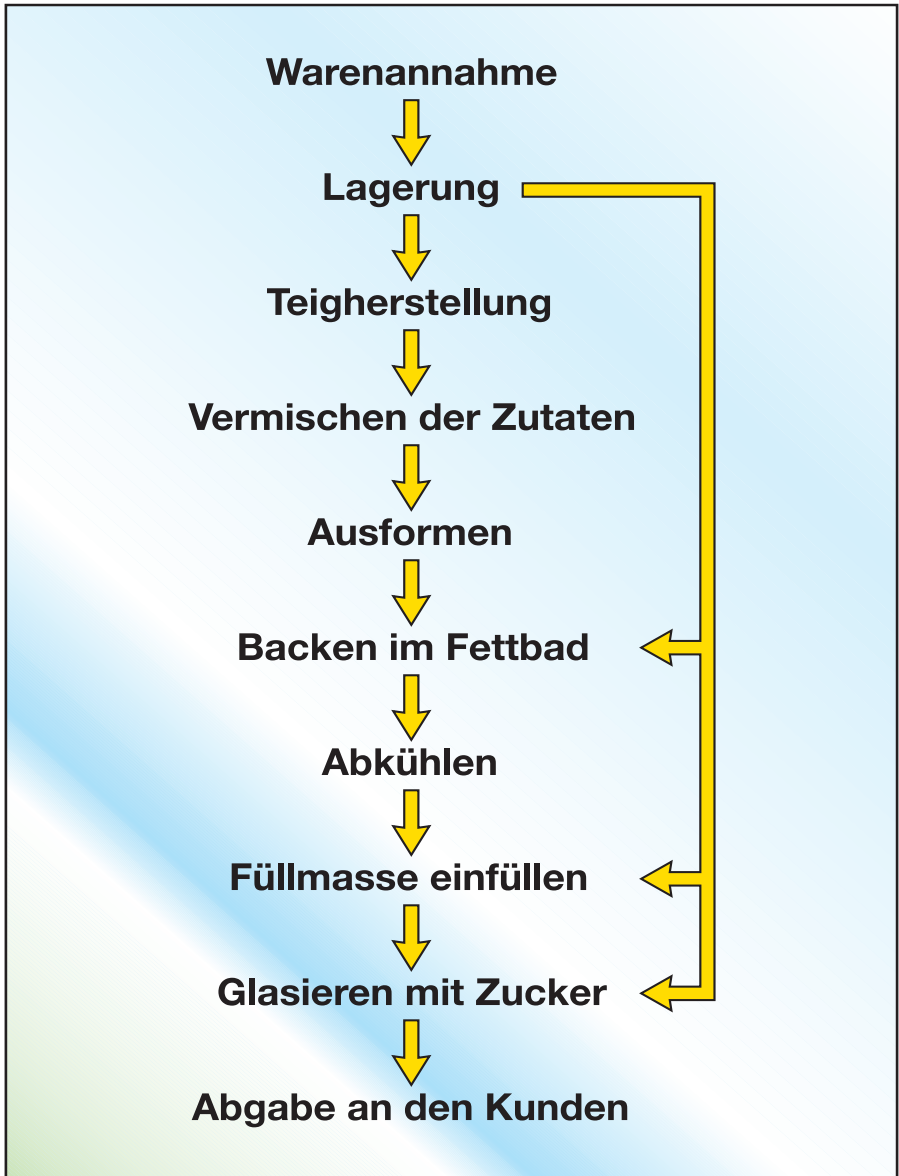 Warenannahme
Lagerung
Teigherstellung
Vermischen der Zutaten
Ausformen
Backen im Fettbad
Abkühlen
Füllmasse einfüllen
Glasieren mit Zucker
Abgabe an den Kunden